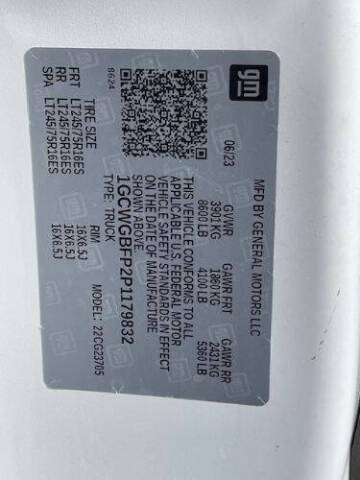 gm
MFD BY GENERAL MOTORS LLC
06/23
GVWR GAWR FRT GAWR RR
3901 KG 1860 KG 2431 KG
8600 LB 4100 LB 5360 LB
THIS VEHICLE CONFORMS TO ALL
APPLICABLE U.S. FEDERAL MOTOR
VEHICLE SAFETY STANDARDS IN EFFECT
ON THE DATE OF MANUFACTURE
SHOWN ABOVE.
1GCWGBFP2P1179832
TYPE: TRUCK MODEL: 22CG23705
8624
TIRE SIZE RIM
FRT LT245/75R16ES 16X6.5J
RR LT245/75R16ES 16X6.5J
SPA LT245/75R16ES 16X6.5J